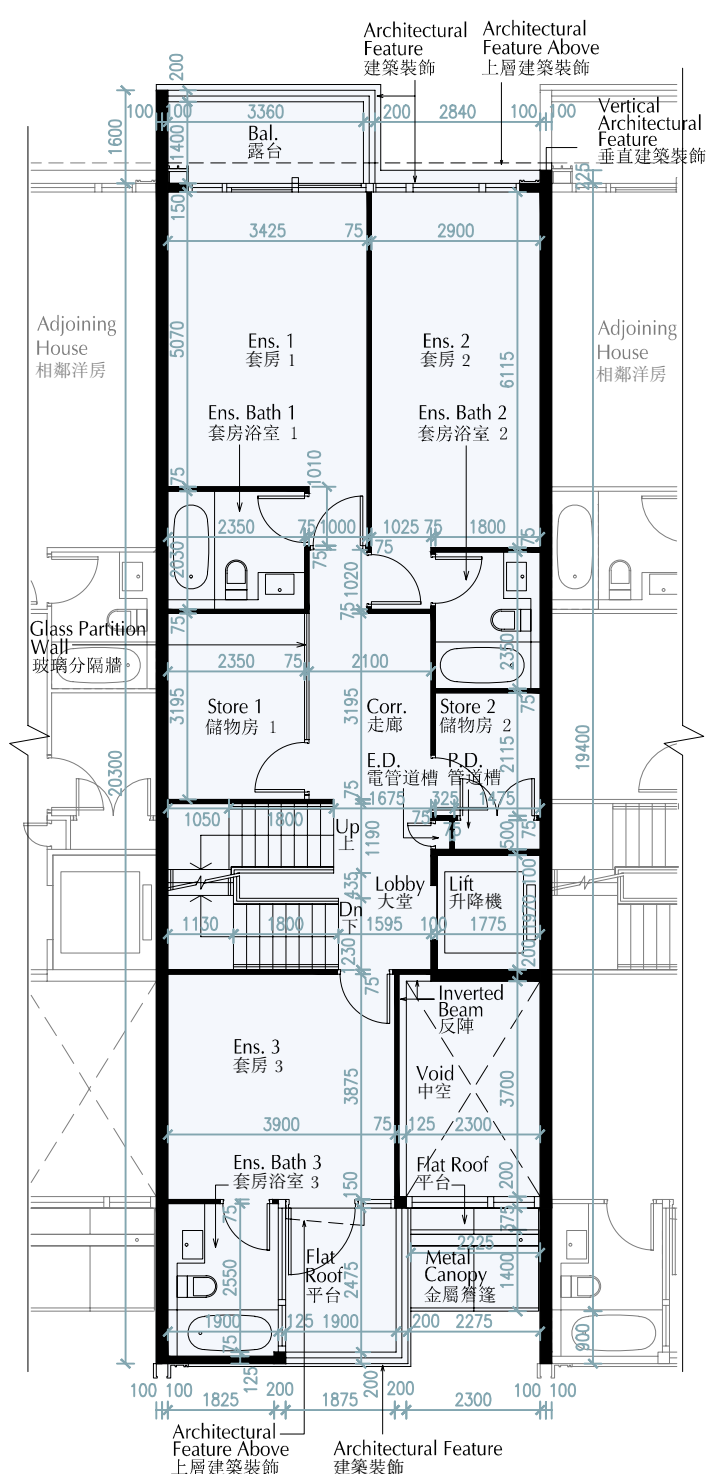 Architectural
Feature
建築裝飾
Architectural
Feature Above
上層建築裝飾
200
100 100
3360
200
2840
100 100
Vertical
Architectural
Feature
垂直建築裝飾
1600
1400
Bal.
露台
225
150
3425
75
2900
Adjoining
House
相鄰洋房
5070
Ens. 1
套房 1
Ens. 2
套房 2
6115
Adjoining
House
相鄰洋房
Ens. Bath 1
套房浴室 1
Ens. Bath 2
套房浴室 2
75
1010
2350
75
1000
1025
75
1800
75
2030
75
75
1020
75
75
Glass Partition
Wall
玻璃分隔牆
2350
75
2100
2350
3195
Store 1
儲物房 1
3195
Corr.
走廊
Store 2
儲物房 2
75
2115
20300
19400
E.D.
電管道槽
P.D.
管道槽
75
1675
325
1475
1050
1800
Up
上
1190
75
75
500
75
100
435
Lobby
大堂
Lift
升降機
1920
Dn
下
1130
1800
1595
100
1775
230
200
75
Inverted
Beam
反陣
Ens. 3
套房 3
3875
Void
中空
3700
3900
75
125
2300
Ens. Bath 3
套房浴室 3
150
Flat Roof
平台
200
75
375
2225
2550
Flat
Roof
平台
2475
Metal
Canopy
金屬簷篷
1400
1900
125
1900
200
2275
900
75
125
200
100 100
1825
200
1875
200
2300
100 100
Architectural
Feature Above
上層建築裝飾
Architectural Feature
建築裝飾